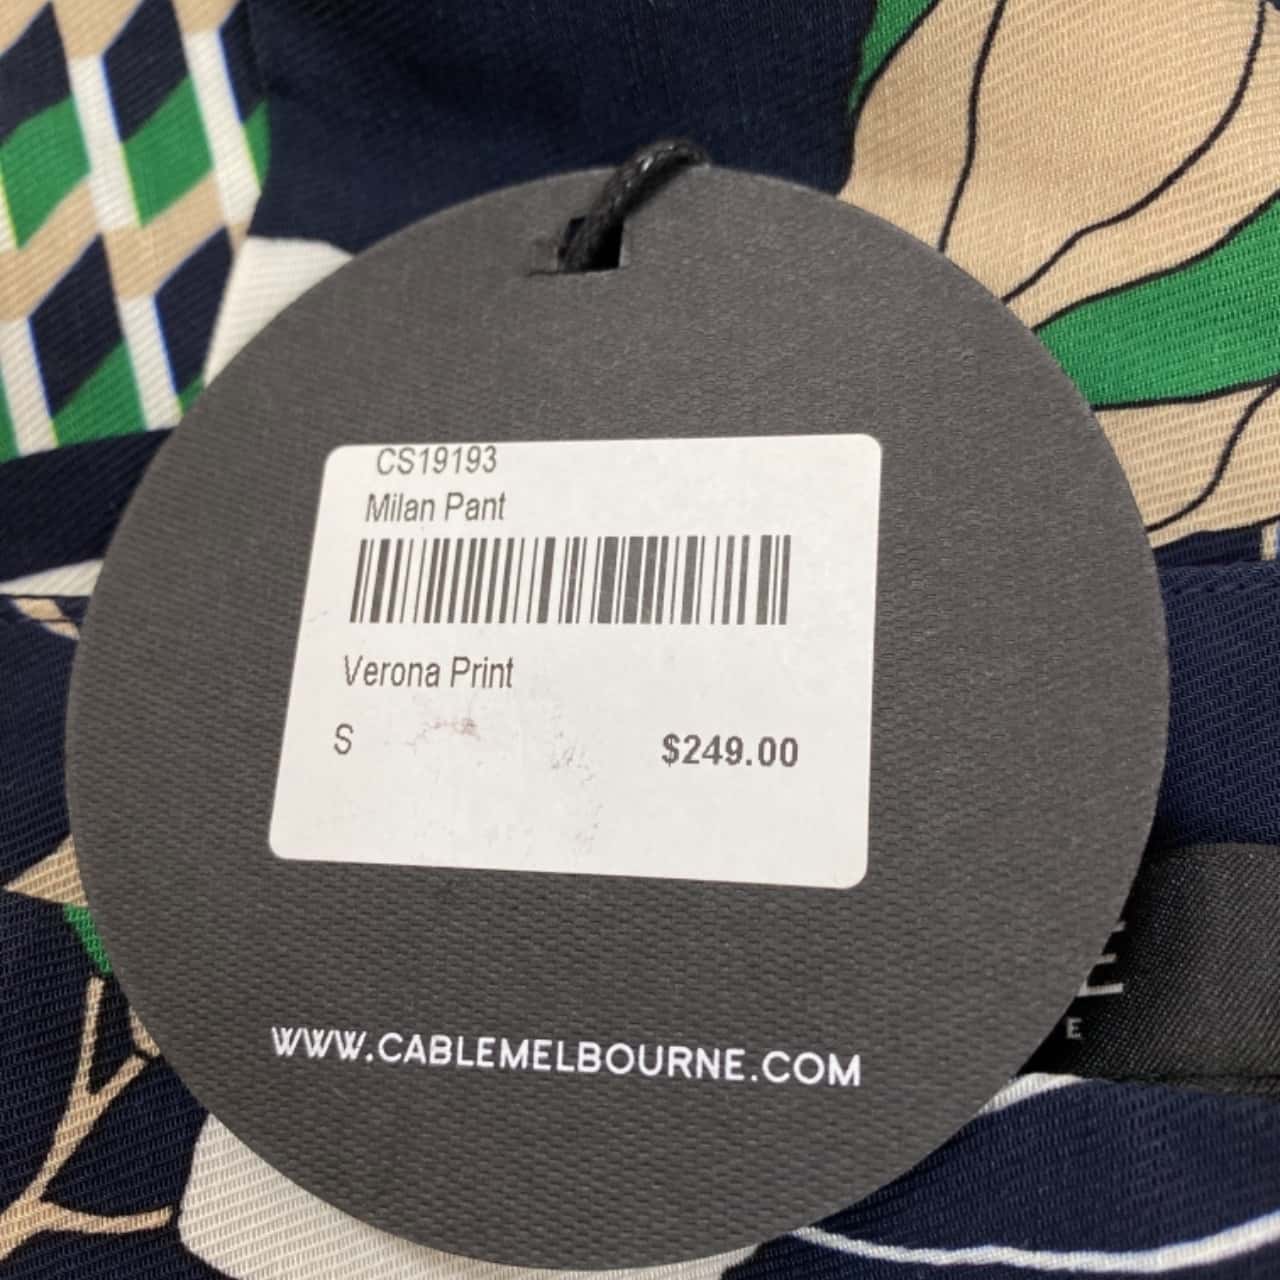 CS19193
Milan Pant
Verona Print
S $249.00
WWW.CABLEMELBOURNE.COM
E
E